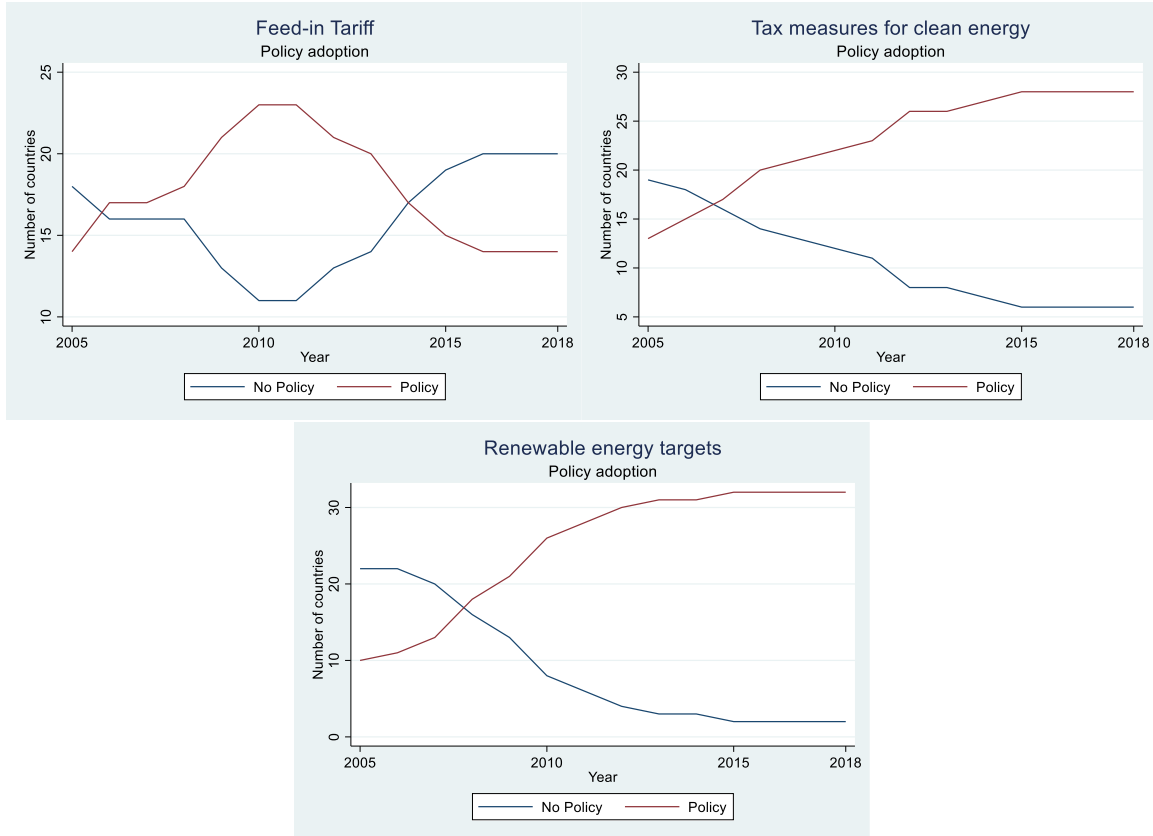 Feed-in Tariff
Policy adoption
25
20
15
10
Number of countries
2005 2010 2015 2018
Year
No Policy Policy
Tax measures for clean energy
Policy adoption
30
25
20
15
10
5
Number of countries
2005 2010 2015 2018
Year
No Policy Policy
Renewable energy targets
Policy adoption
30
20
10
0
Number of countries
2005 2010 2015 2018
Year
No Policy Policy